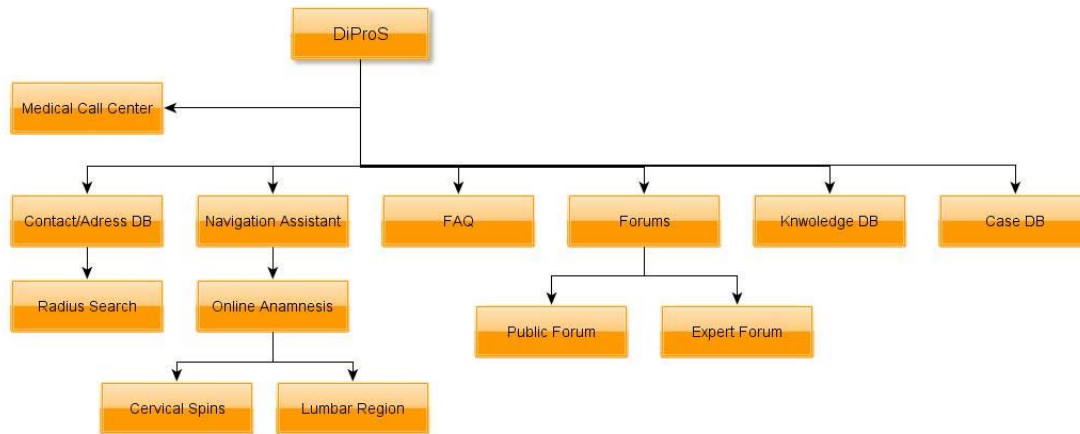 DiProS
Medical Call Center
Contact/Adress DB
Navigation Assistant
FAQ
Forums
Knwoledge DB
Case DB
Radius Search
Online Anamnesis
Public Forum
Expert Forum
Cervical Spins
Lumbar Region